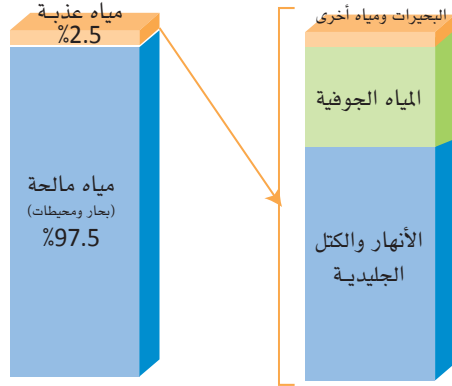 مياه عذبـة
%2.5
مياه مالحة
(بحار ومحيطات)
%97.5
البحيرات ومياه أخرى
المياه الجوفية
الأنهار والكتل
الجليديـة